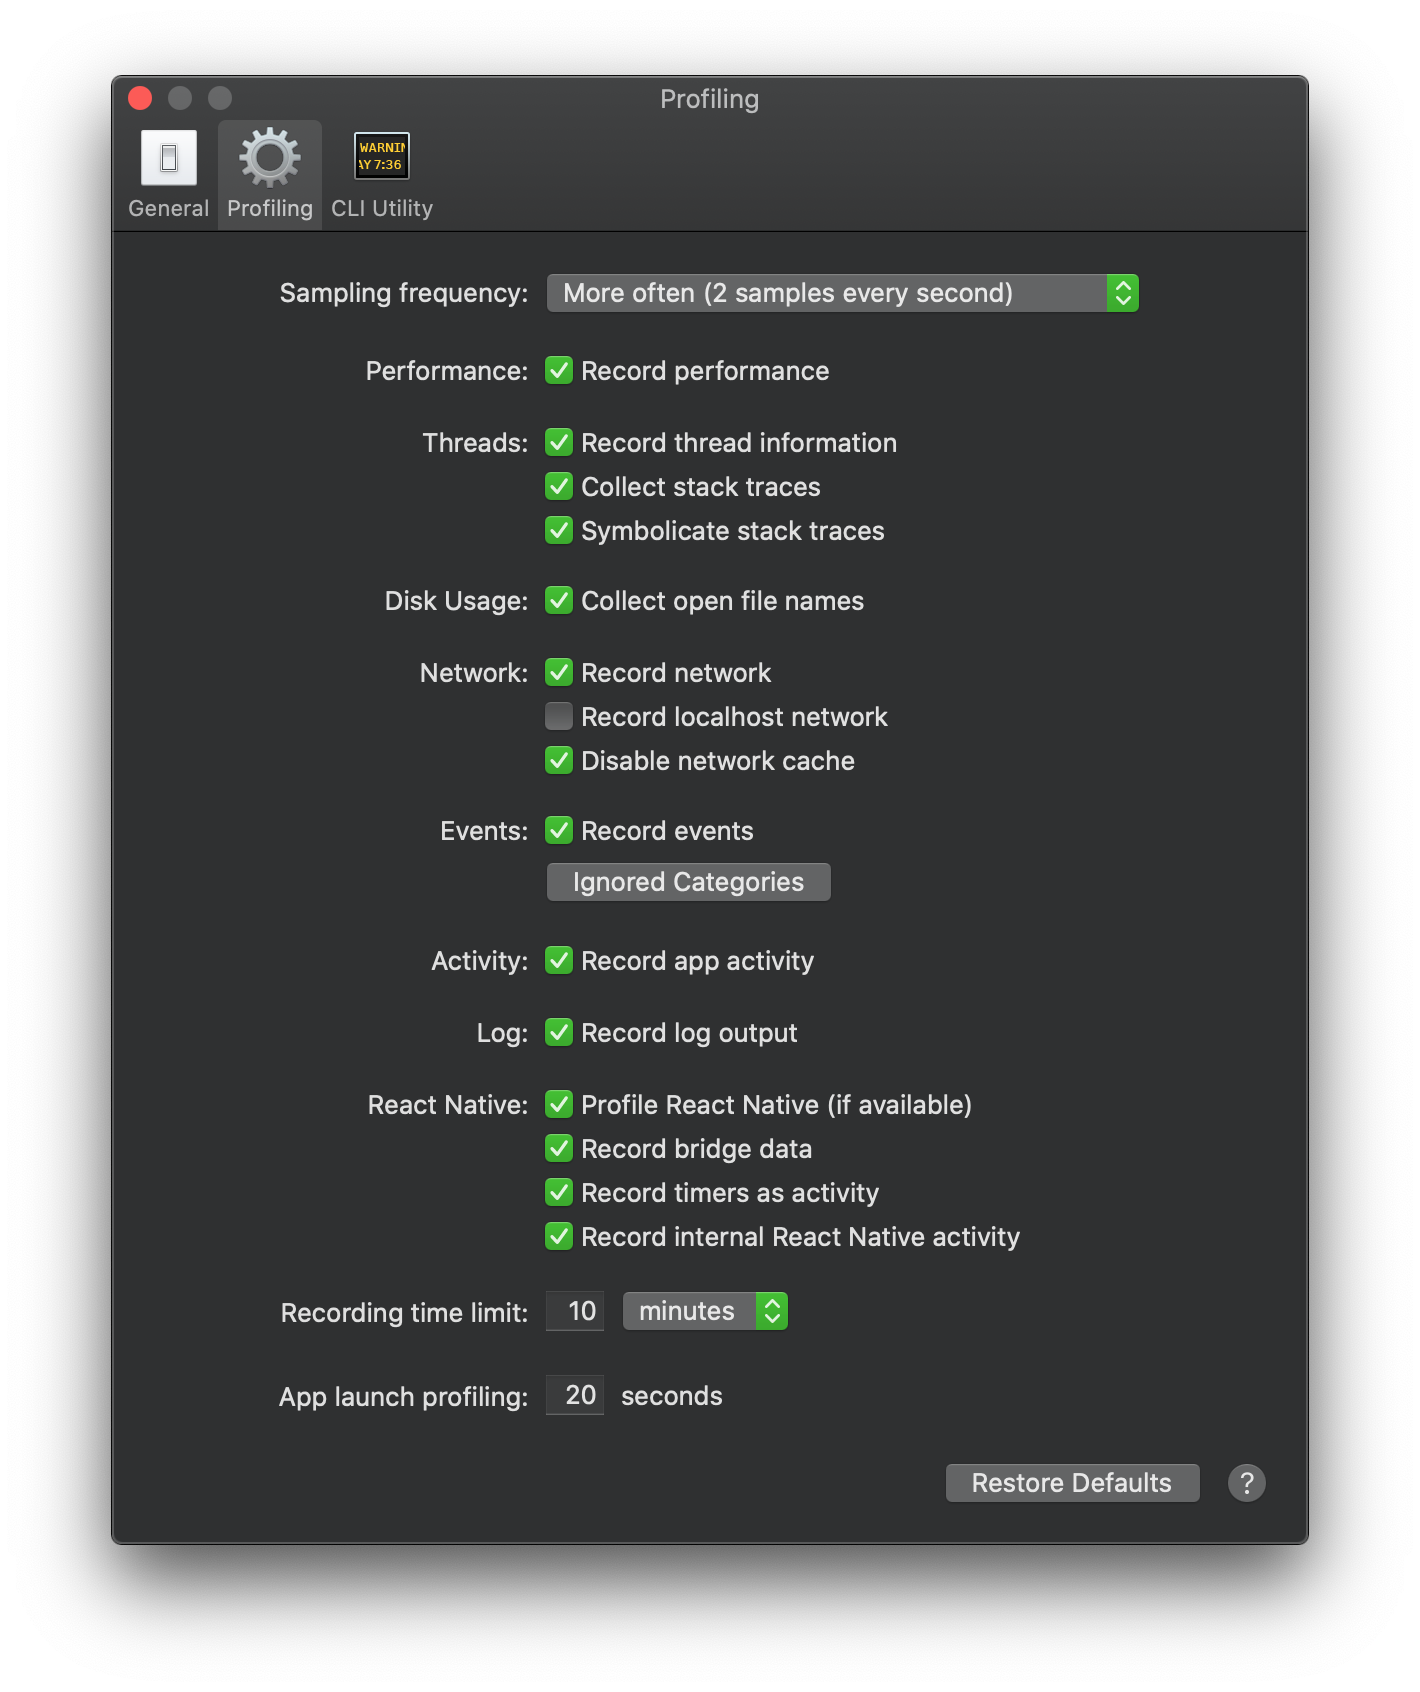 Profiling
WARNIN
AY 7:36
General Profiling CLI Utility
Sampling frequency: More often (2 samples every second)
Performance: Record performance
Threads: Record thread information
Collect stack traces
Symbolicate stack traces
Disk Usage: Collect open file names
Network: Record network
Record localhost network
Disable network cache
Events: Record events
Ignored Categories
Activity: Record app activity
Log: Record log output
React Native: Profile React Native (if available)
Record bridge data
Record timers as activity
Record internal React Native activity
Recording time limit: 10 minutes
App launch profiling: 20 seconds
Restore Defaults ?